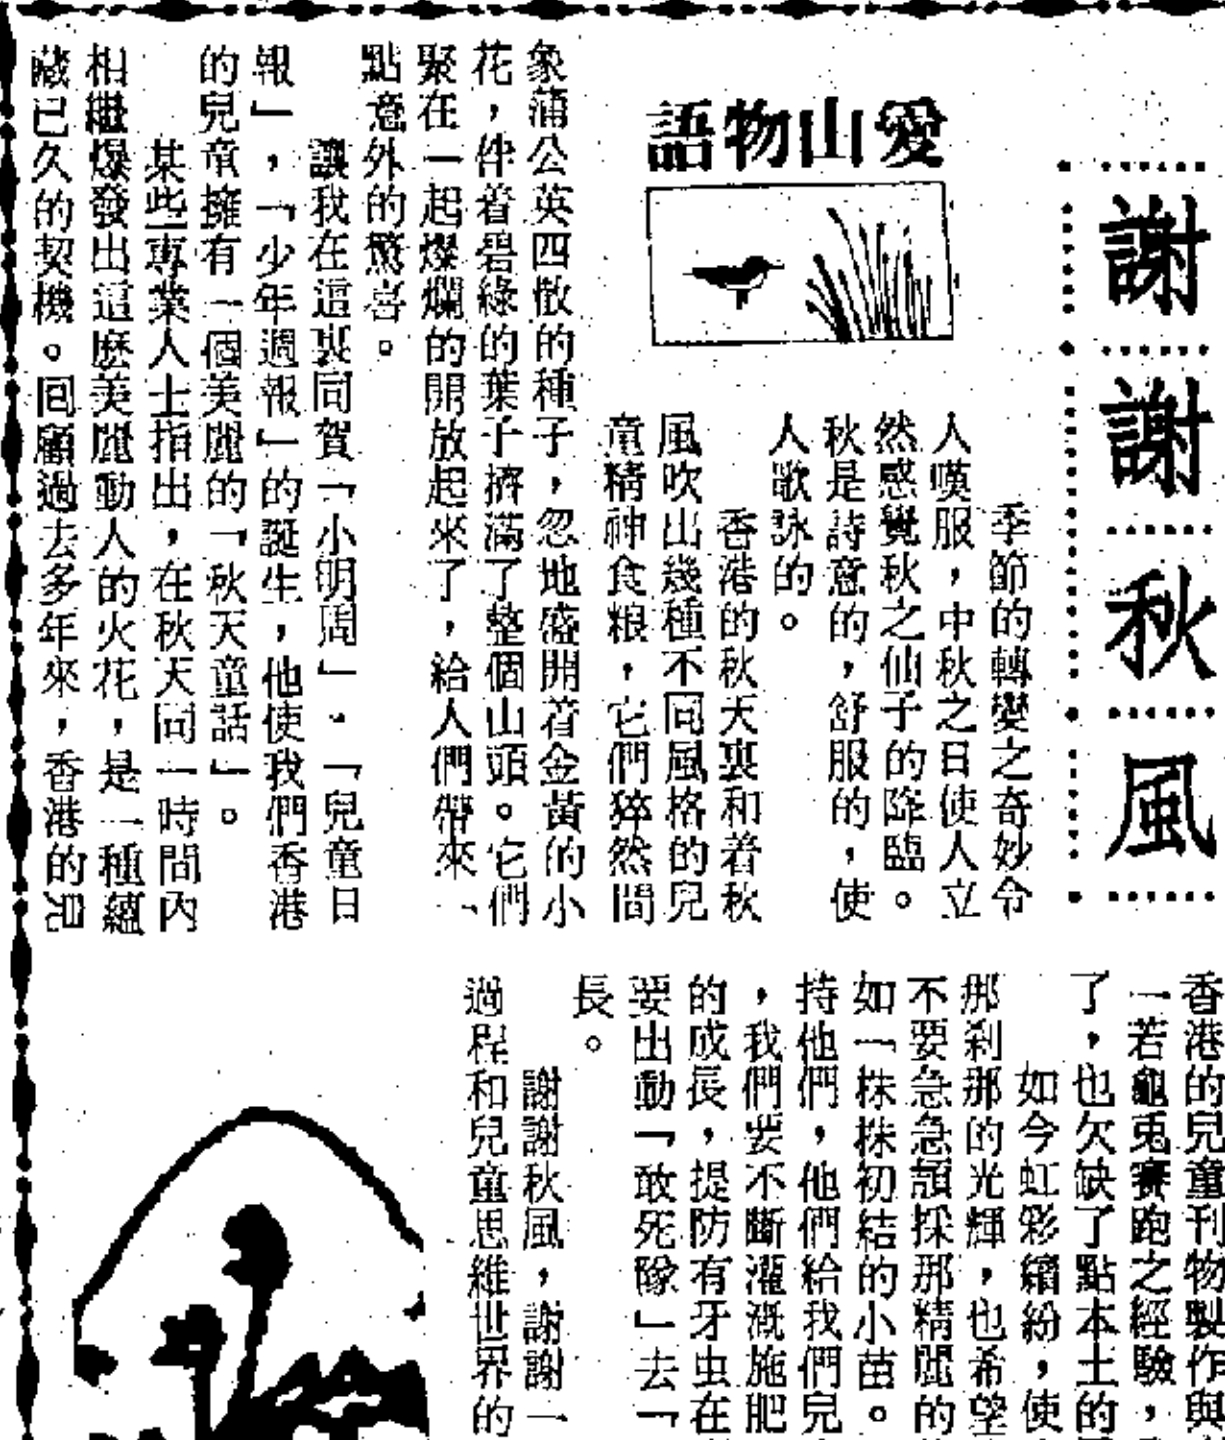 謝謝秋風
愛山物語
季節的轉變之奇妙令
人嘆服，中秋之日使人立
然感覺秋之仙子的降臨。
秋是詩意的，舒服的，使
人歌詠的。
香港的秋天裏和着秋
風吹出幾種不同風格的兒
童精神食粮，它們猝然間
象蒲公英四散的種子，忽地盛開着金黃的小
花，伴着碧綠的葉子擠滿了整個山頭。它們
聚在一起燦爛的開放起來了，給人們帶來一
點意外的驚喜。
讓我在這裏同賀「小明周」、「兒童日
報」，「少年週報」的誕生，他使我們香港
的兒童擁有一個美麗的「秋天童話」。
某些專業人士指出，在秋天同一時間內
相繼爆發出這麽美麗動人的火花，是一種蘊
藏已久的契機。回顧過去多年來，香港的
香港的兒童刊物製作與
一若龜兎賽跑之經驗，
了，也欠缺了點本土的
如今虹彩繽紛，使
那刹那的光輝，也希望
不要急急頷採那精麗的
如一株株初結的小苗。
持他們，他們給我們兒
，我們要不斷灌溉施肥
的成長，提防有牙虫在
要出動「敢死隊」去「
長。
謝謝秋風，謝謝一
過程和兒童思維世界的